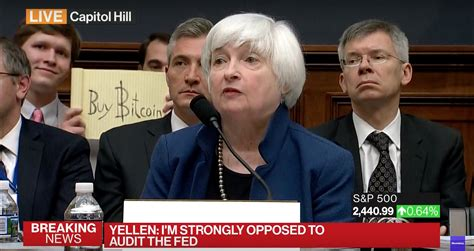 LIVE Capitol Hill
Buy Bitcoin
S&P 500
2,440.99 0.64%
BREAKING
NEWS
YELLEN: I'M STRONGLY OPPOSED TO
AUDIT THE FED